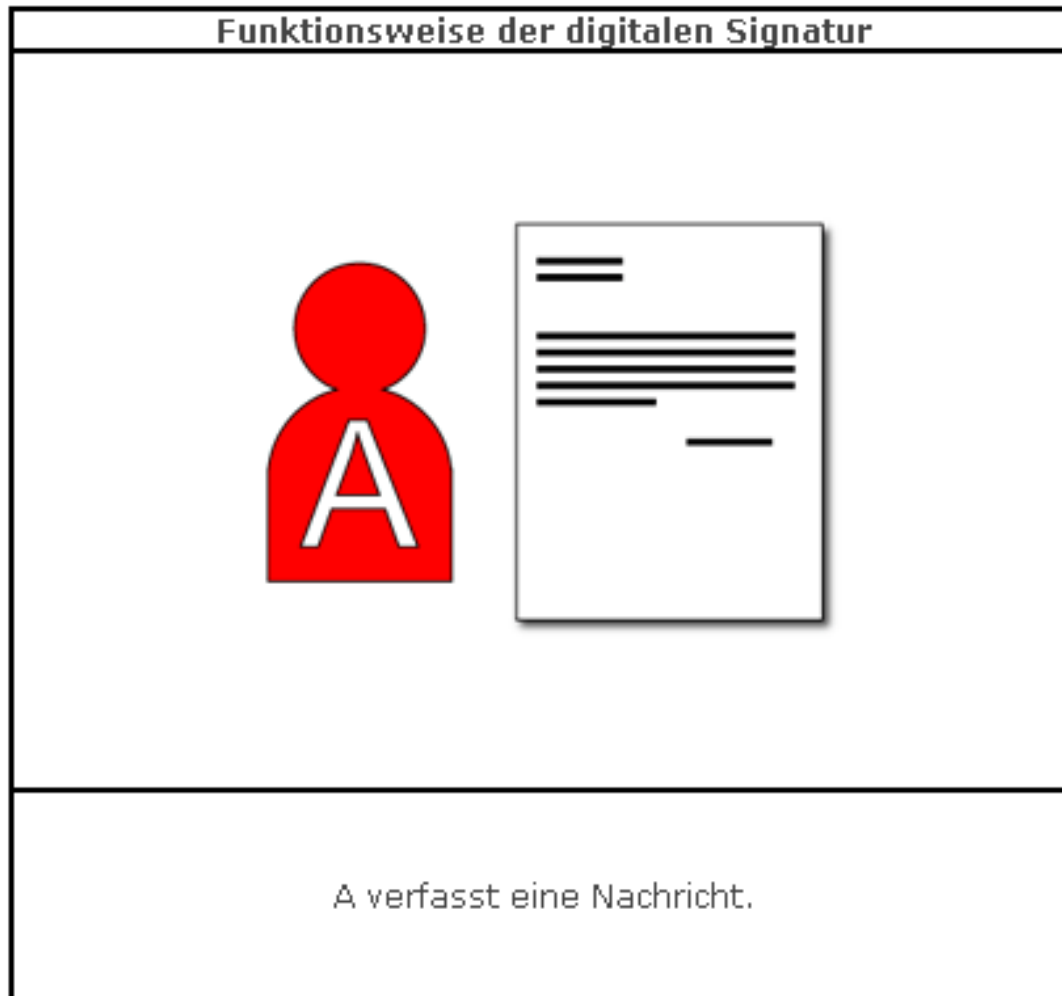 Funktionsweise der digitalen Signatur
A
A verfasst eine Nachricht.